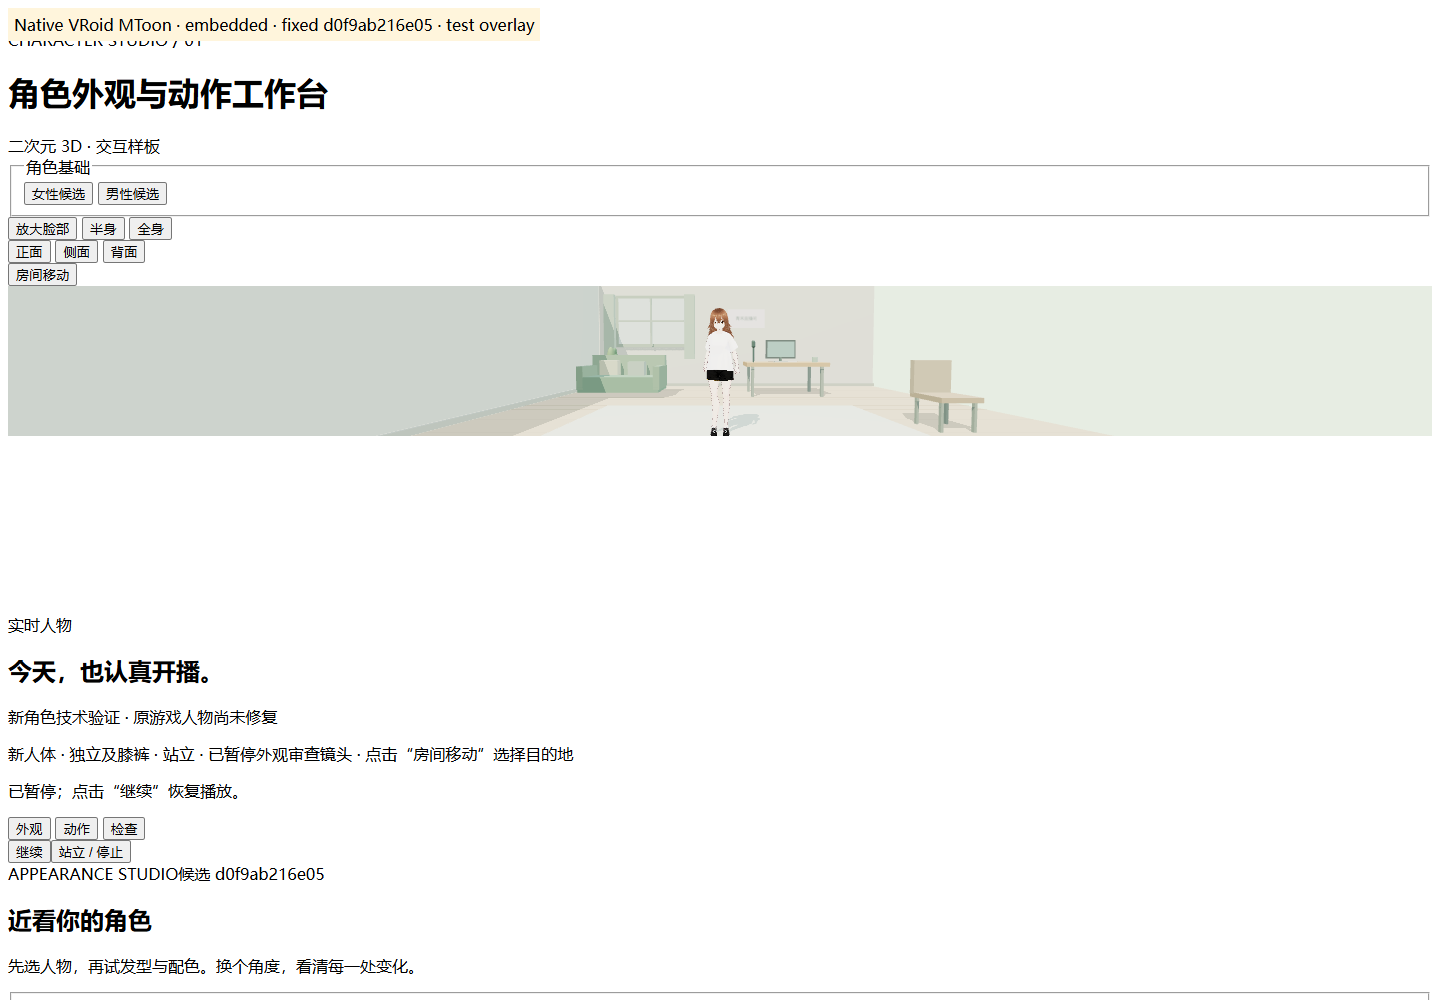 Native VRoid MToon · embedded · fixed d0f9ab216e05 · test overlay
CHARACTER STUDIO / 01
角色外观与动作工作台
二次元 3D · 交互样板
角色基础
女性候选 男性候选
放大脸部 半身 全身
正面 侧面 背面
房间移动
实时人物
今天，也认真开播。
新角色技术验证 · 原游戏人物尚未修复
新人体 · 独立及膝裤 · 站立 · 已暂停外观审查镜头 · 点击“房间移动”选择目的地
已暂停；点击“继续”恢复播放。
外观 动作 检查
继续 站立 / 停止
APPEARANCE STUDIO候选 d0f9ab216e05
近看你的角色
先选人物，再试发型与配色。换个角度，看清每一处变化。